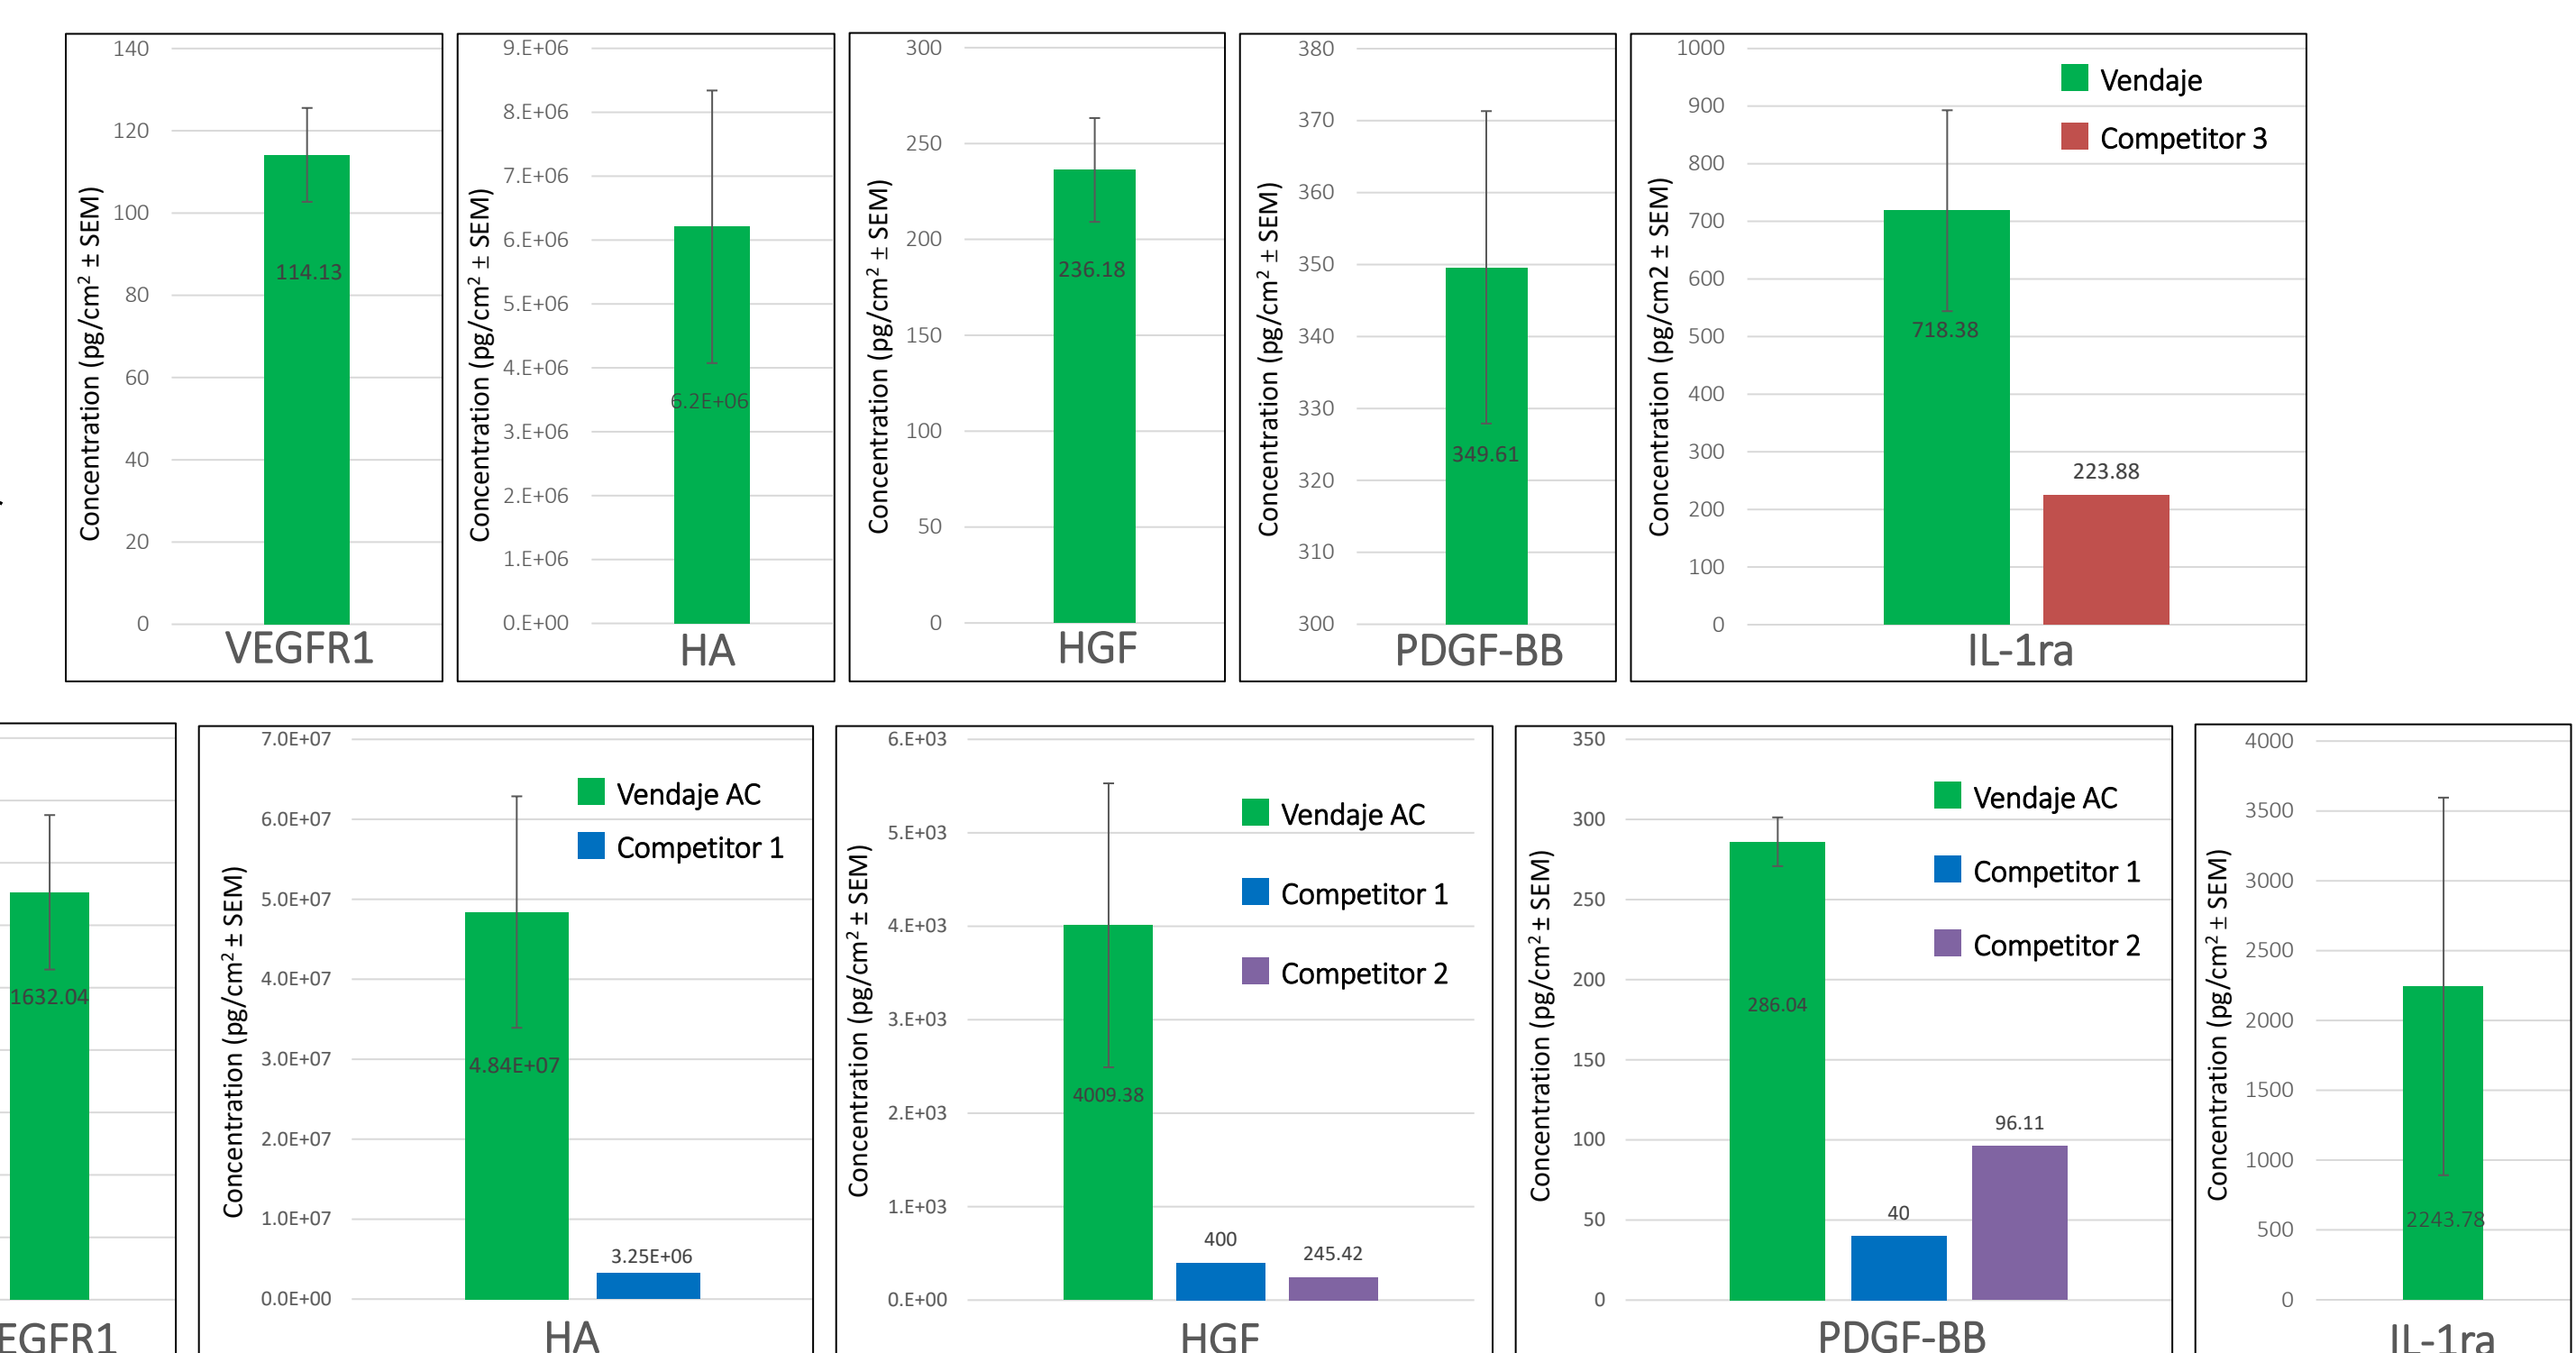 140
120
100
80
60
40
20
0
Concentration (pg/cm² ± SEM)
114.13
VEGFR1
9.E+06
8.E+06
7.E+06
6.E+06
5.E+06
4.E+06
3.E+06
2.E+06
1.E+06
0.E+00
Concentration (pg/cm² ± SEM)
6.2E+06
HA
300
250
200
150
100
50
0
Concentration (pg/cm² ± SEM)
236.18
HGF
380
370
360
350
340
330
320
310
300
Concentration (pg/cm² ± SEM)
349.61
PDGF-BB
1000
900
800
700
600
500
400
300
200
100
0
Concentration (pg/cm2 ± SEM)
Vendaje
Competitor 3
718.38
223.88
IL-1ra
1632.04
EGFR1
7.0E+07
6.0E+07
5.0E+07
4.0E+07
3.0E+07
2.0E+07
1.0E+07
0.0E+00
Concentration (pg/cm² ± SEM)
Vendaje AC
Competitor 1
4.84E+07
3.25E+06
HA
6.E+03
5.E+03
4.E+03
3.E+03
2.E+03
1.E+03
0.E+00
Concentration (pg/cm² ± SEM)
Vendaje AC
Competitor 1
Competitor 2
4009.38
400
245.42
HGF
350
300
250
200
150
100
50
0
Concentration (pg/cm² ± SEM)
Vendaje AC
Competitor 1
Competitor 2
286.04
40
96.11
PDGF-BB
4000
3500
3000
2500
2000
1500
1000
500
0
Concentration (pg/cm² ± SEM)
2243.78
IL-1ra